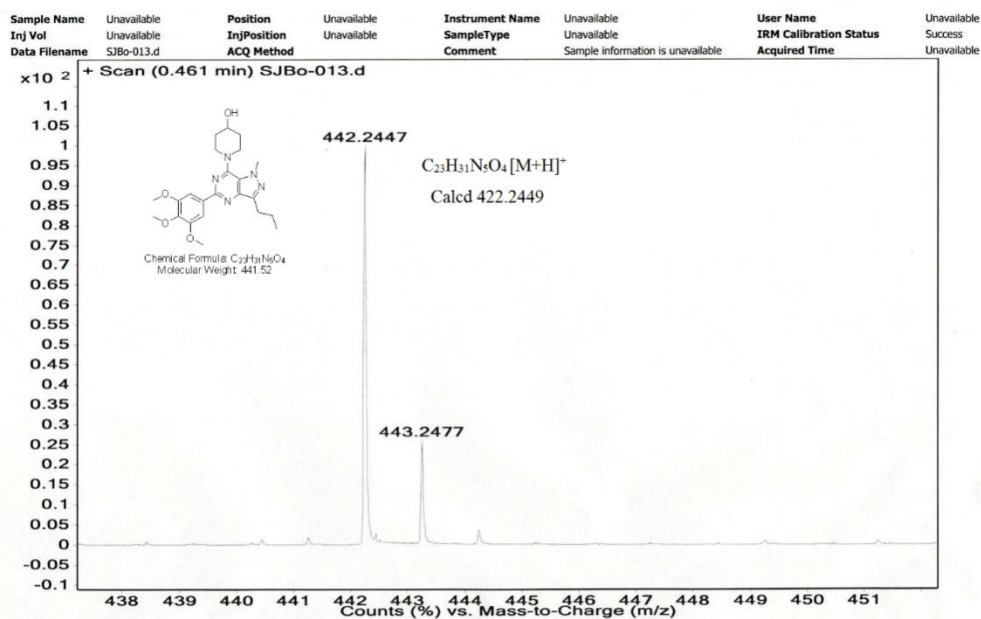 Sample Name Unavailable Position Unavailable Instrument Name Unavailable User Name Unavailable
Inj Vol Unavailable InjPosition Unavailable SampleType Unavailable IRM Calibration Status Success
Data Filename SJBo-013.d ACQ Method Comment Sample information is unavailable Acquired Time Unavailable
x10 2 + Scan (0.461 min) SJBo-013.d
1.1
1.05
1
0.95
0.9
0.85
0.8
0.75
0.7
0.65
0.6
0.55
0.5
0.45
0.4
0.35
0.3
0.25
0.2
0.15
0.1
0.05
0
-0.05
-0.1
OH
N
N
N
N
N
O
O
O
442.2447
C₂₃H₃₁N₅O₄ [M+H]⁺
Calcd 422.2449
Chemical Formula: C₂₃H₃₁N₅O₄
Molecular Weight: 441.52
443.2477
438 439 440 441 442 443 444 445 446 447 448 449 450 451
Counts (%) vs. Mass-to-Charge (m/z)